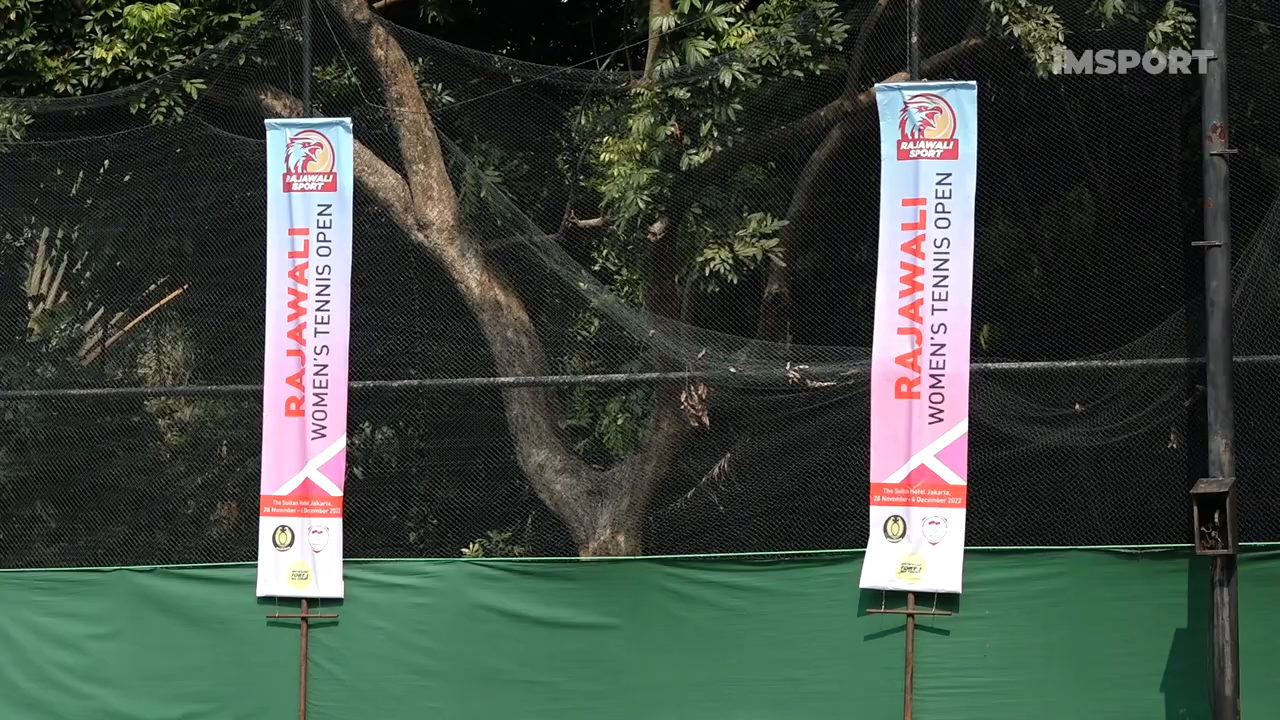 iMSPORT
RAJAWALI
SPORT
RAJAWALI
WOMEN'S TENNIS OPEN
The Sultan Hotel Jakarta,
28 November - 4 December 2022
RAJAWALI
SPORT
RAJAWALI
WOMEN'S TENNIS OPEN
The Sultan Hotel Jakarta,
28 November - 4 December 2022